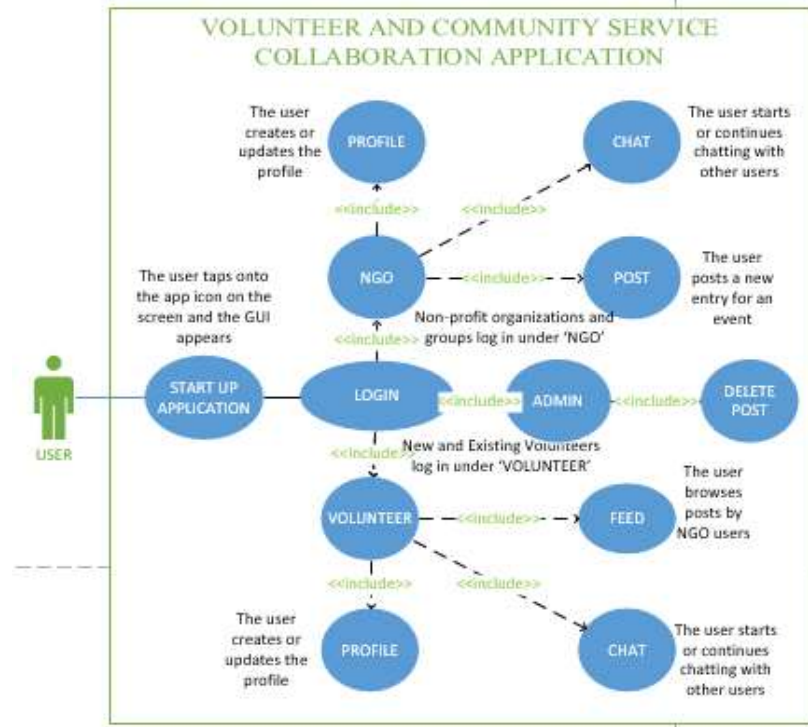 VOLUNTEER AND COMMUNITY SERVICE
COLLABORATION APPLICATION
The user
creates or
updates the
profile
PROFILE
CHAT
The user starts
or continues
chatting with
other users
<<include>>
<<include>>
The user taps onto
the app icon on the
screen and the GUI
appears
NGO
<<include>>
POST
The user
posts a new
entry for an
event
<<include>>
Non-profit organizations and
groups log in under ‘NGO’
USER
START UP
APPLICATION
LOGIN
<<include>>
ADMIN
<<include>>
DELETE
POST
<<include>>
New and Existing Volunteers
log in under ‘VOLUNTEER’
VOLUNTEER
<<include>>
FEED
The user
browses
posts by
NGO users
<<include>>
<<include>>
The user
creates or
updates the
profile
PROFILE
CHAT
The user starts
or continues
chatting with
other users